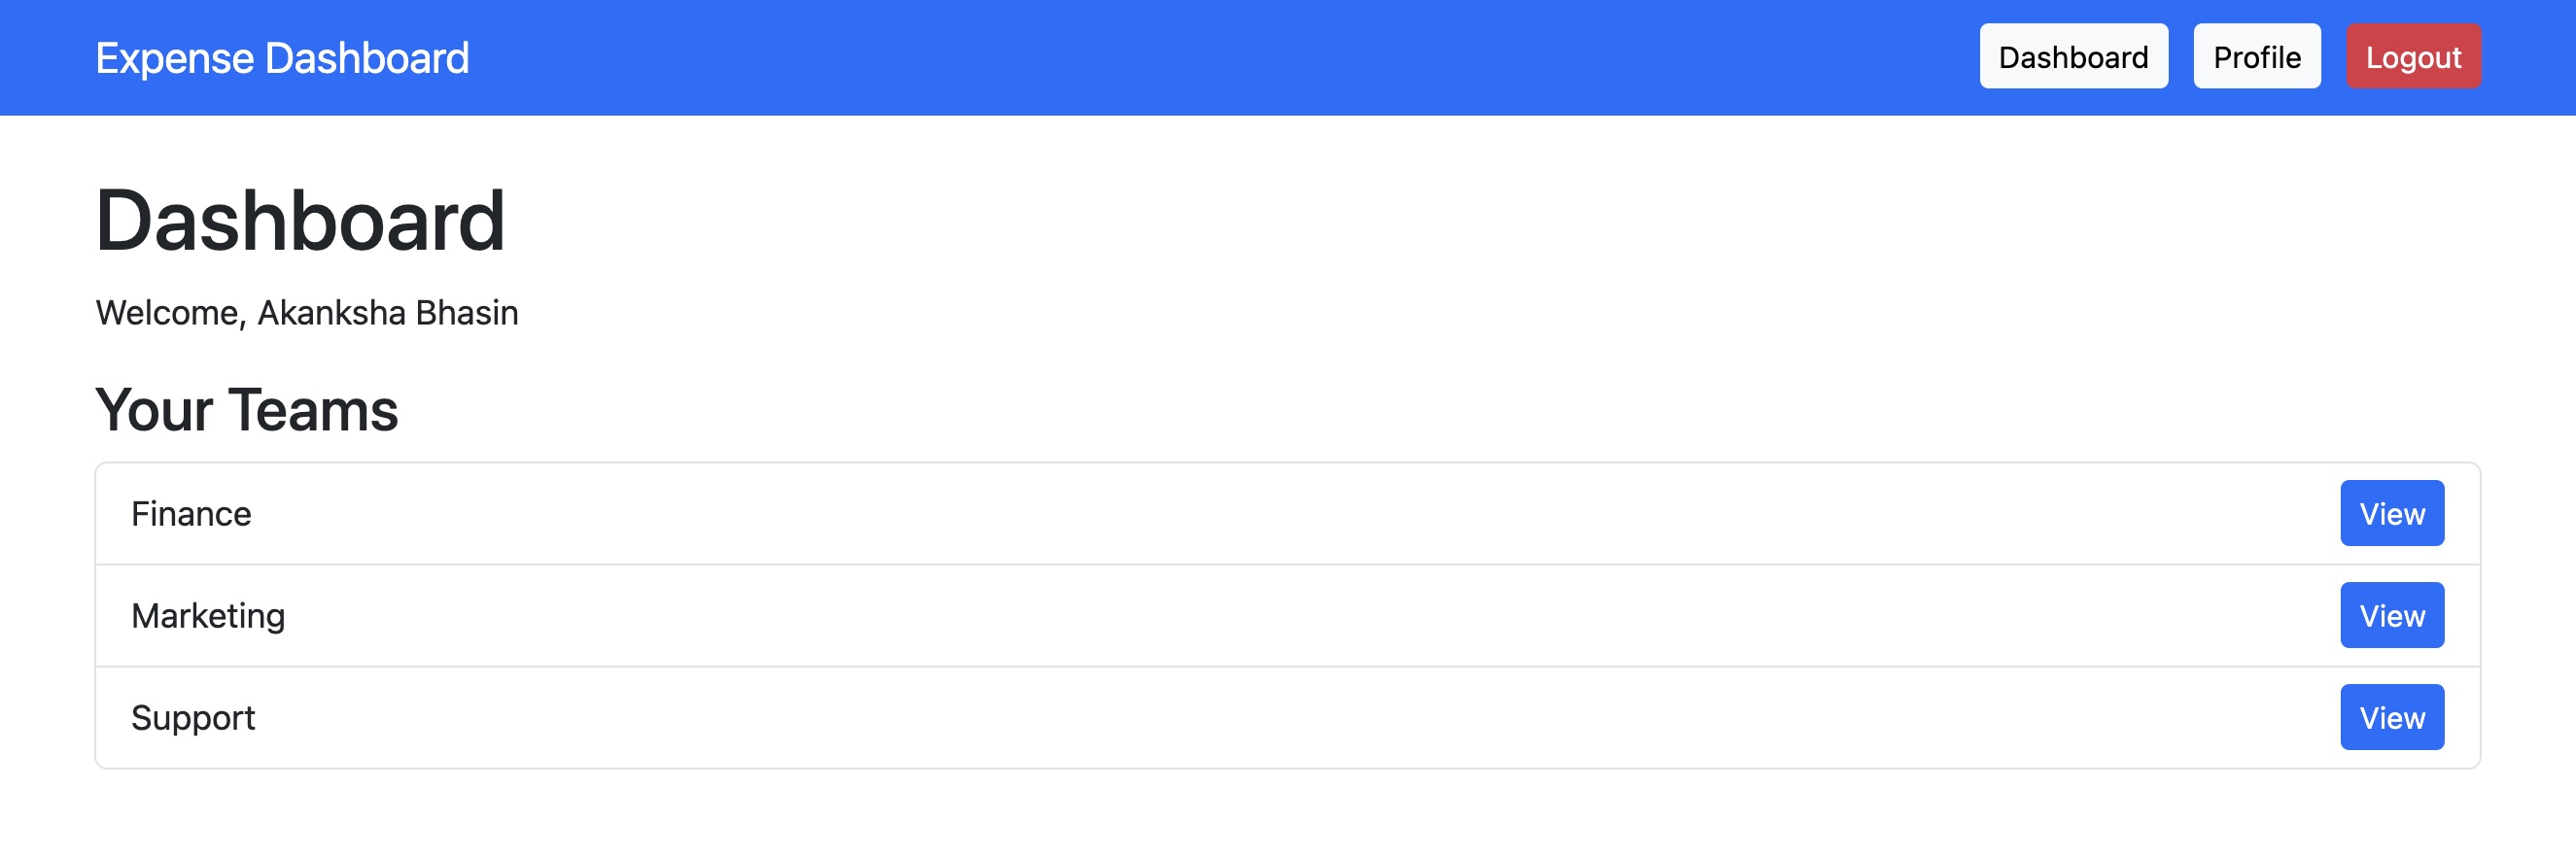 Expense Dashboard Dashboard Profile Logout
Dashboard
Welcome, Akanksha Bhasin
Your Teams
Finance View
Marketing View
Support View